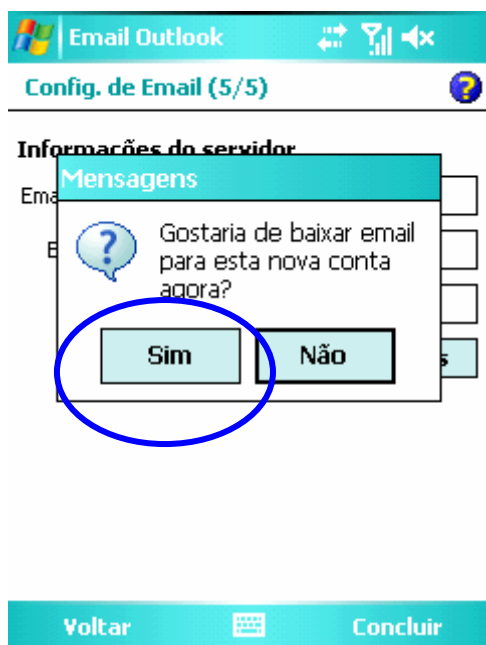 Email Outlook
Config. de Email (5/5)
Informações do servidor
Ema
Mensagens
Gostaria de baixar email
para esta nova conta
agora?
E
Sim Não
s
Voltar Concluir